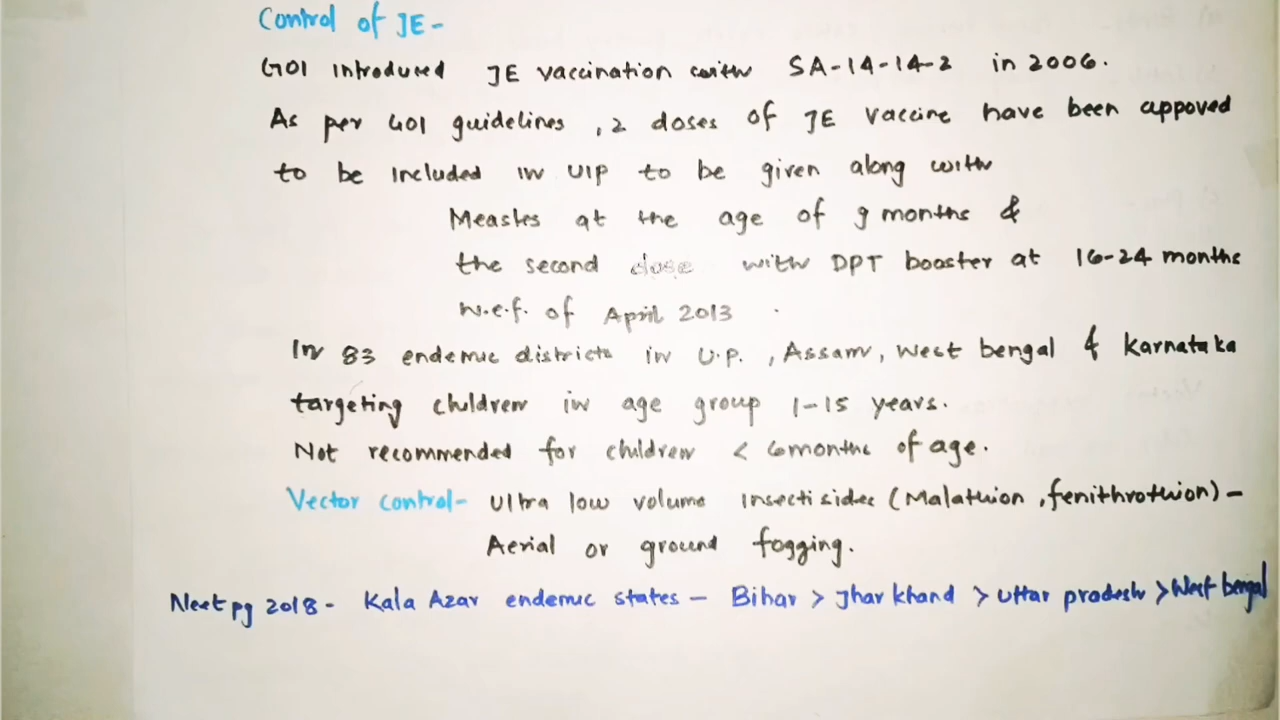 Control of JE-
GOI introduced JE vaccination with SA-14-14-2 in 2006.
As per GOI guidelines, 2 doses of JE vaccine have been appoved
to be included in UIP to be given along with
Measles at the age of 9 months &
the second dose with DPT booster at 16-24 months
w.e.f. of April 2013
In 83 endemic districts in U.P., Assam, West bengal & Karnataka
targeting children in age group 1-15 years.
Not recommended for children < 6months of age.
Vector control- Ultra low volume insectisides (Malathion, fenithrothion) -
Aerial or ground fogging.
Neet pg 2018- Kala Azar endemic states - Bihar > Jharkhand > Uttar pradesh > West bengal